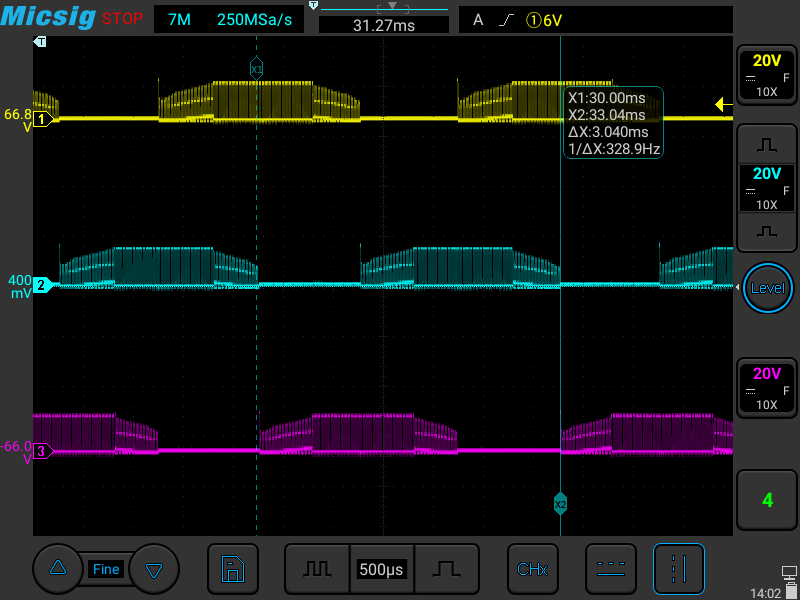 Micsig STOP 7M 250MSa/s T 31.27ms A ①6V
T
X1
20V
F
10X
66.8
V
1
X1:30.00ms
X2:33.04ms
ΔX:3.040ms
1/ΔX:328.9Hz
20V
F
10X
400
mV
2
Level
20V
F
10X
-66.0
V
3
X2
4
Fine
500μs
CHx
14:02